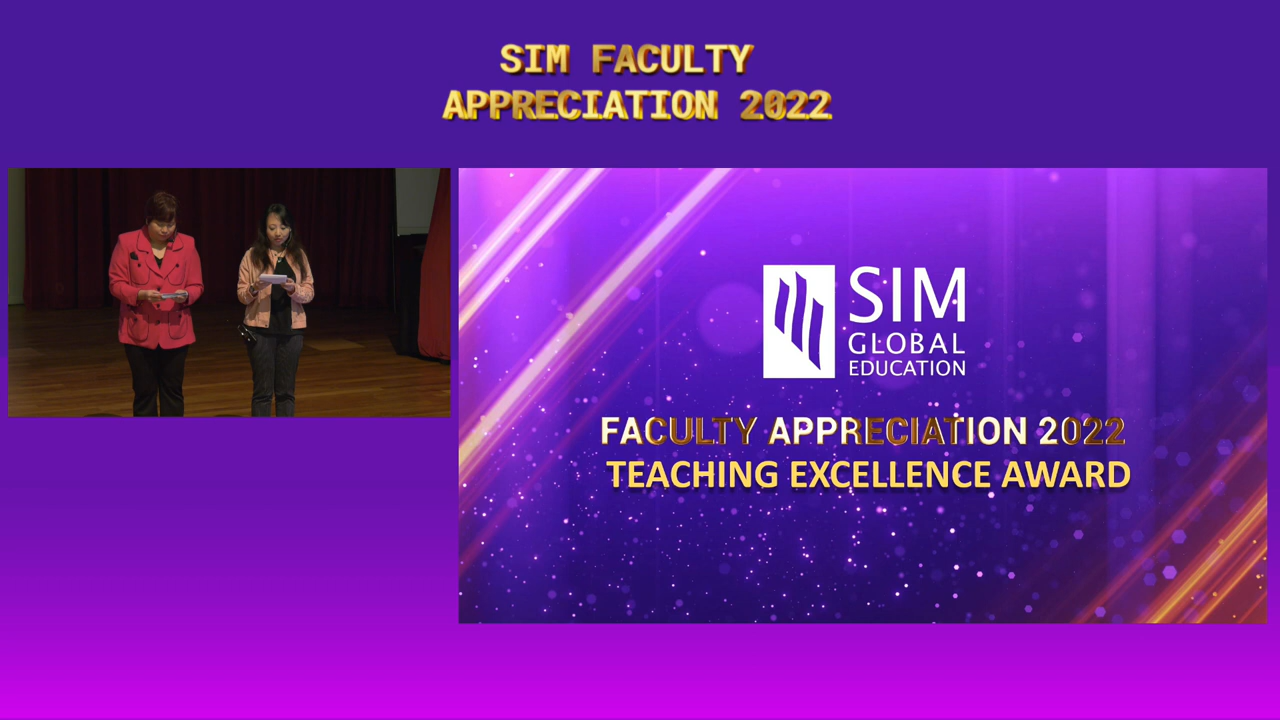 SIM FACULTY
APPRECIATION 2022
SIM
GLOBAL
EDUCATION
FACULTY APPRECIATION 2022
TEACHING EXCELLENCE AWARD